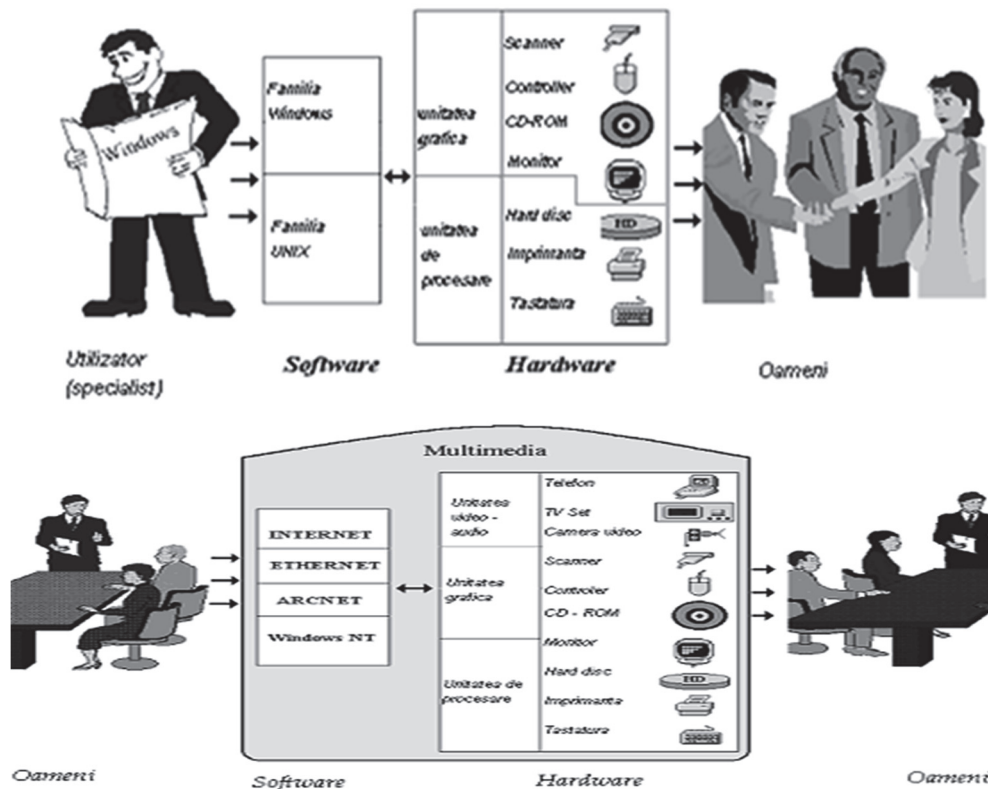 Windows
Familia
Windows
Familia
UNIX
unitatea
grafica
unitatea
de
procesare
Scanner
Controller
CD-ROM
Monitor
Hard disc
HD
Imprimanta
Tastatura
Utilizator
(specialist)
Software
Hardware
Oameni
Multimedia
INTERNET
ETHERNET
ARCNET
Windows NT
Unitatea
video -
audio
Unitatea
grafica
Unitatea de
procesare
Telefon
TV Set
Camera video
Scanner
Controller
CD - ROM
Monitor
Hard disc
HD
Imprimanta
Tastatura
Oameni
Software
Hardware
Oameni